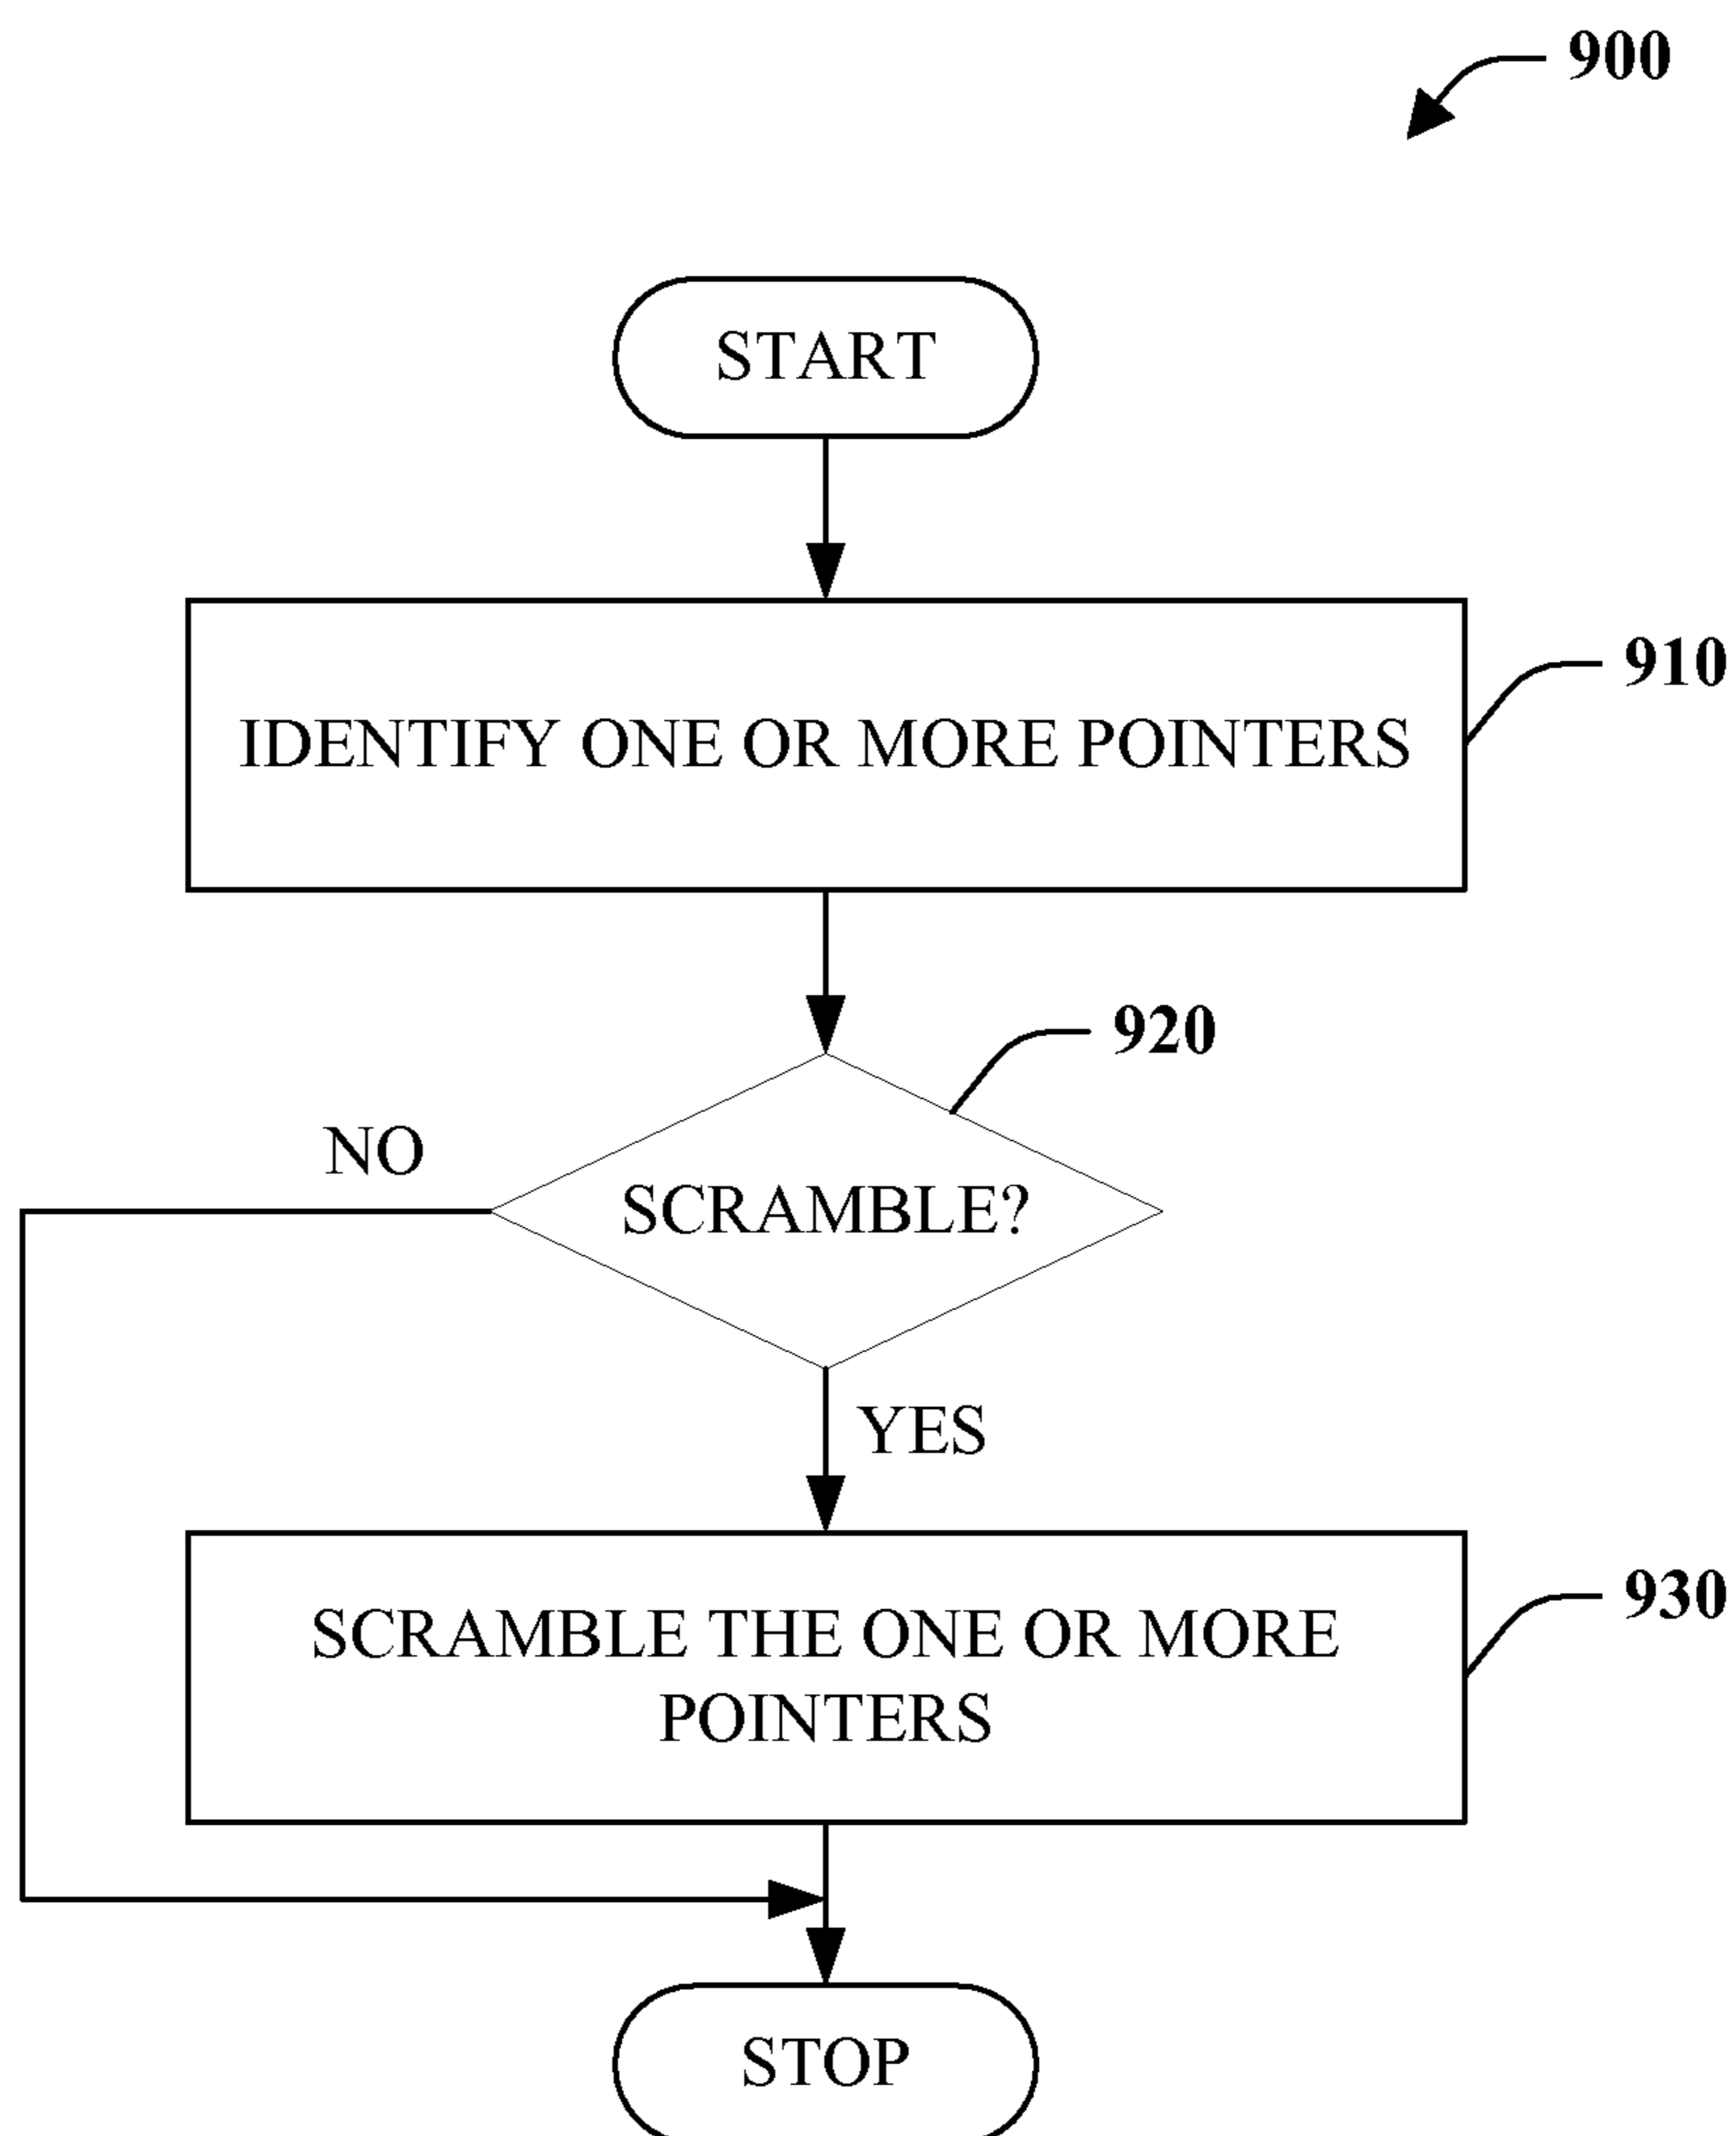 900
START
IDENTIFY ONE OR MORE POINTERS
910
920
NO
SCRAMBLE?
YES
SCRAMBLE THE ONE OR MORE
POINTERS
930
STOP